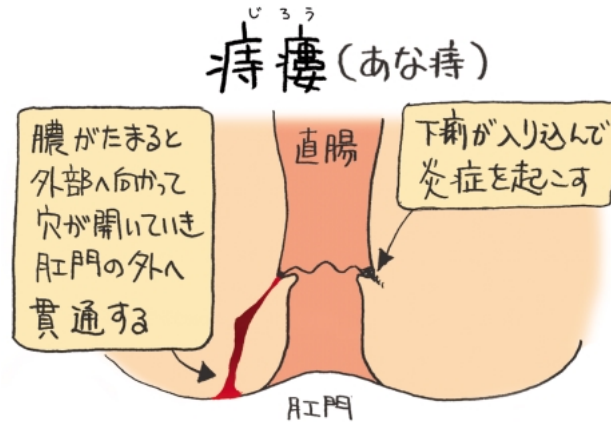 じろう
痔瘻(あな痔)
膿がたまると
外部へ向かって
穴が開いていき
肛門の外へ
貫通する
直腸
下痢が入り込んで
炎症を起こす
肛門